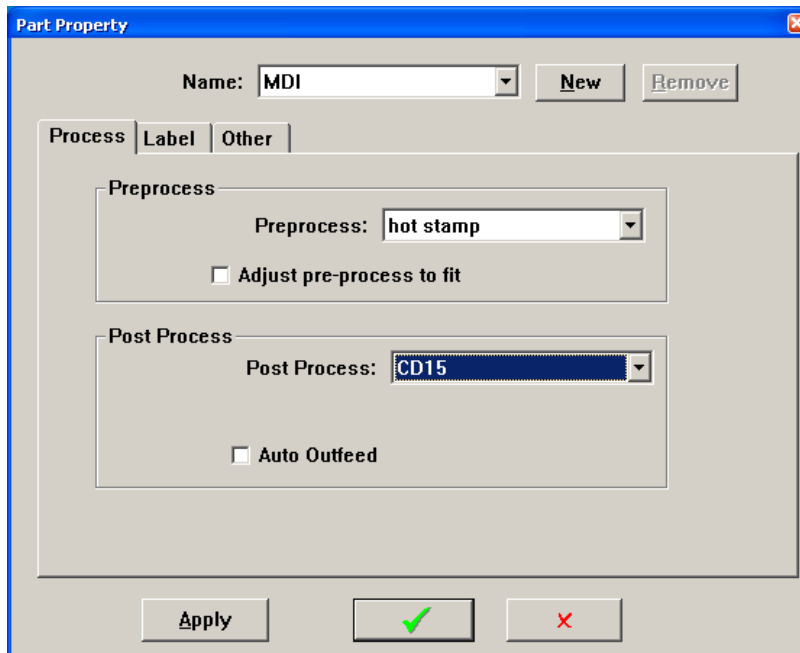 Part Property
Name: MDI New Remove
Process Label Other
Preprocess
Preprocess: hot stamp
Adjust pre-process to fit
Post Process
Post Process: CD15
Auto Outfeed
Apply